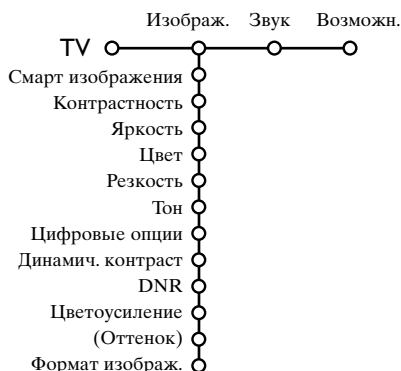 Изображ. Звук Возможн.
TV
Смарт изображения
Контрастность
Яркость
Цвет
Резкость
Тон
Цифровые опции
Динамич. контраст
DNR
Цветоусиление
(Оттенок)
Формат изображ.